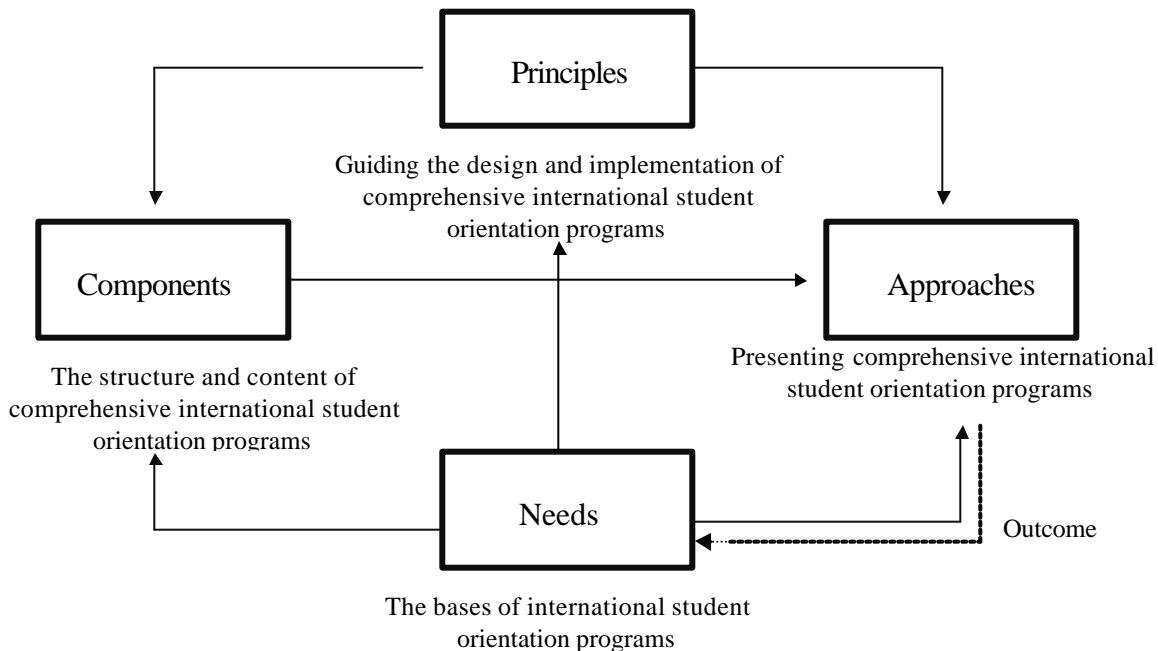 Principles
Guiding the design and implementation of
comprehensive international student
orientation programs
Components
The structure and content of
comprehensive international student
orientation programs
Approaches
Presenting comprehensive international
student orientation programs
Needs
The bases of international student
orientation programs
Outcome